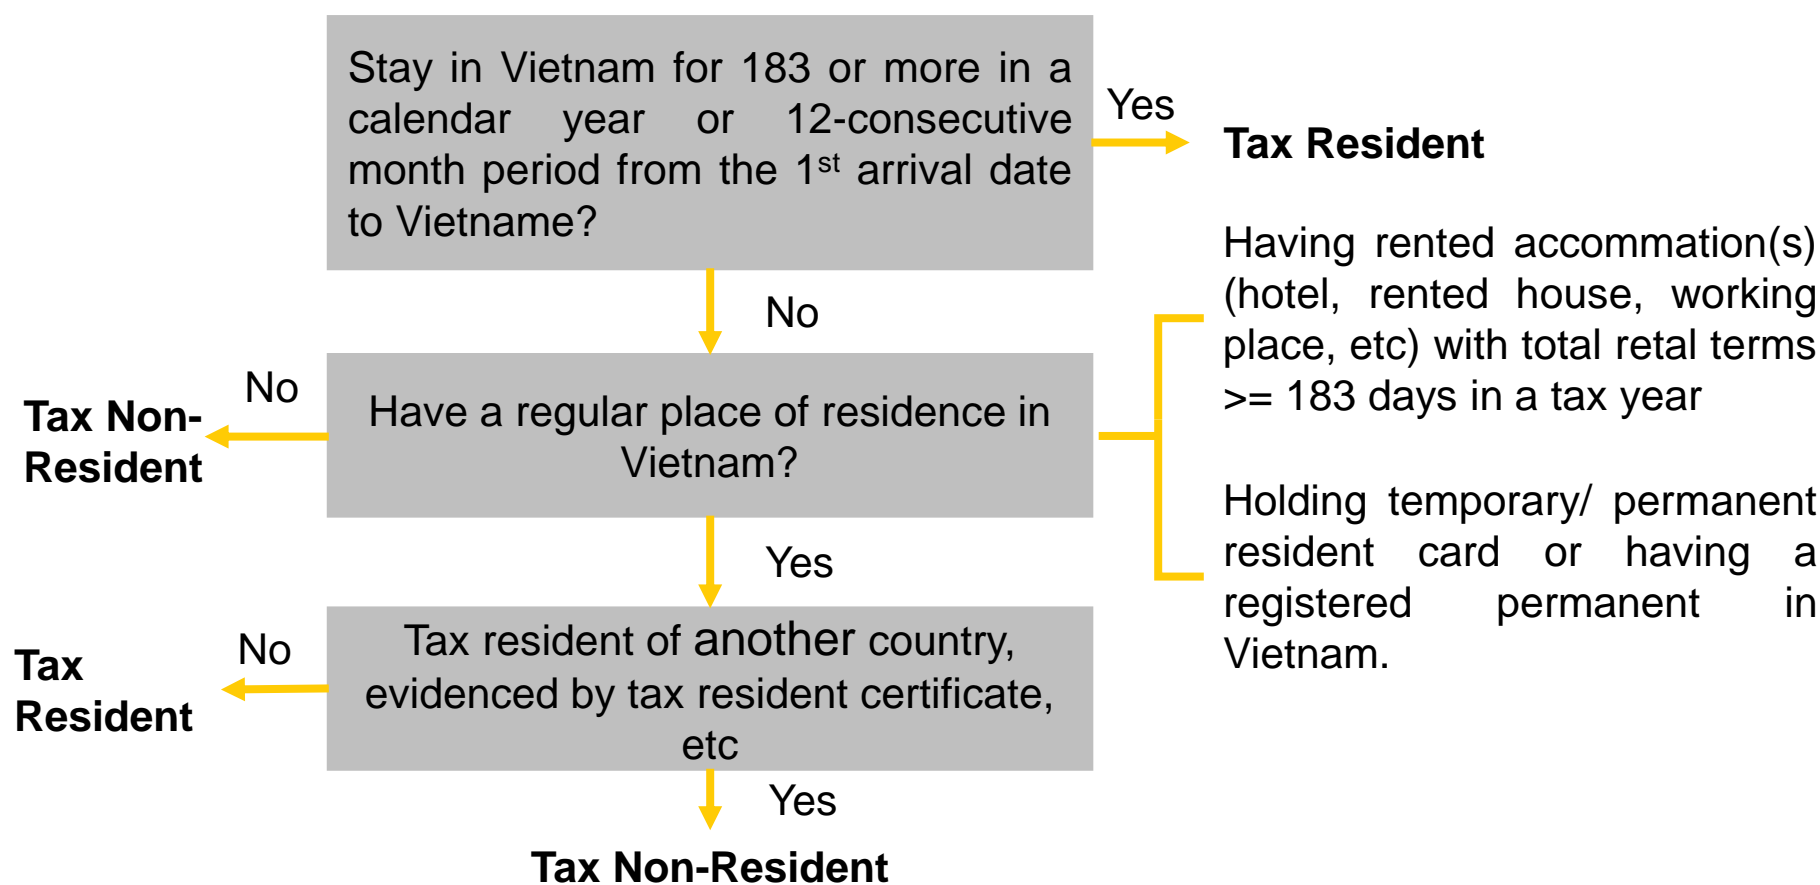 Stay in Vietnam for 183 or more in a
calendar year or 12-consecutive
month period from the 1st arrival date
to Vietname?
Yes
Tax Resident
No
Having rented accommation(s)
(hotel, rented house, working
place, etc) with total retal terms
>= 183 days in a tax year
Have a regular place of residence in
Vietnam?
No
Tax Non-
Resident
Holding temporary/ permanent
resident card or having a
registered permanent in
Vietnam.
Yes
Tax resident of another country,
evidenced by tax resident certificate,
etc
No
Tax
Resident
Yes
Tax Non-Resident